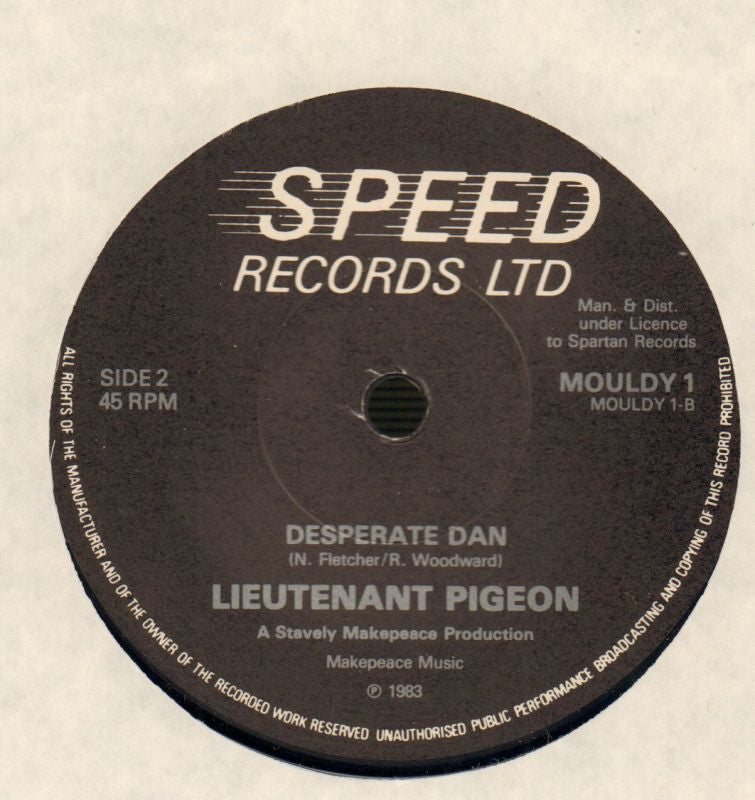 SPEED
RECORDS LTD
Man. & Dist.
under Licence
to Spartan Records
SIDE 2
45 RPM
MOULDY 1
MOULDY 1-B
DESPERATE DAN
(N. Fletcher/R. Woodward)
LIEUTENANT PIGEON
A Stavely Makepeace Production
Makepeace Music
℗ 1983
ALL RIGHTS OF THE MANUFACTURER AND OF THE OWNER OF THE RECORDED WORK RESERVED UNAUTHORISED PUBLIC PERFORMANCE BROADCASTING AND COPYING OF THIS RECORD PROHIBITED